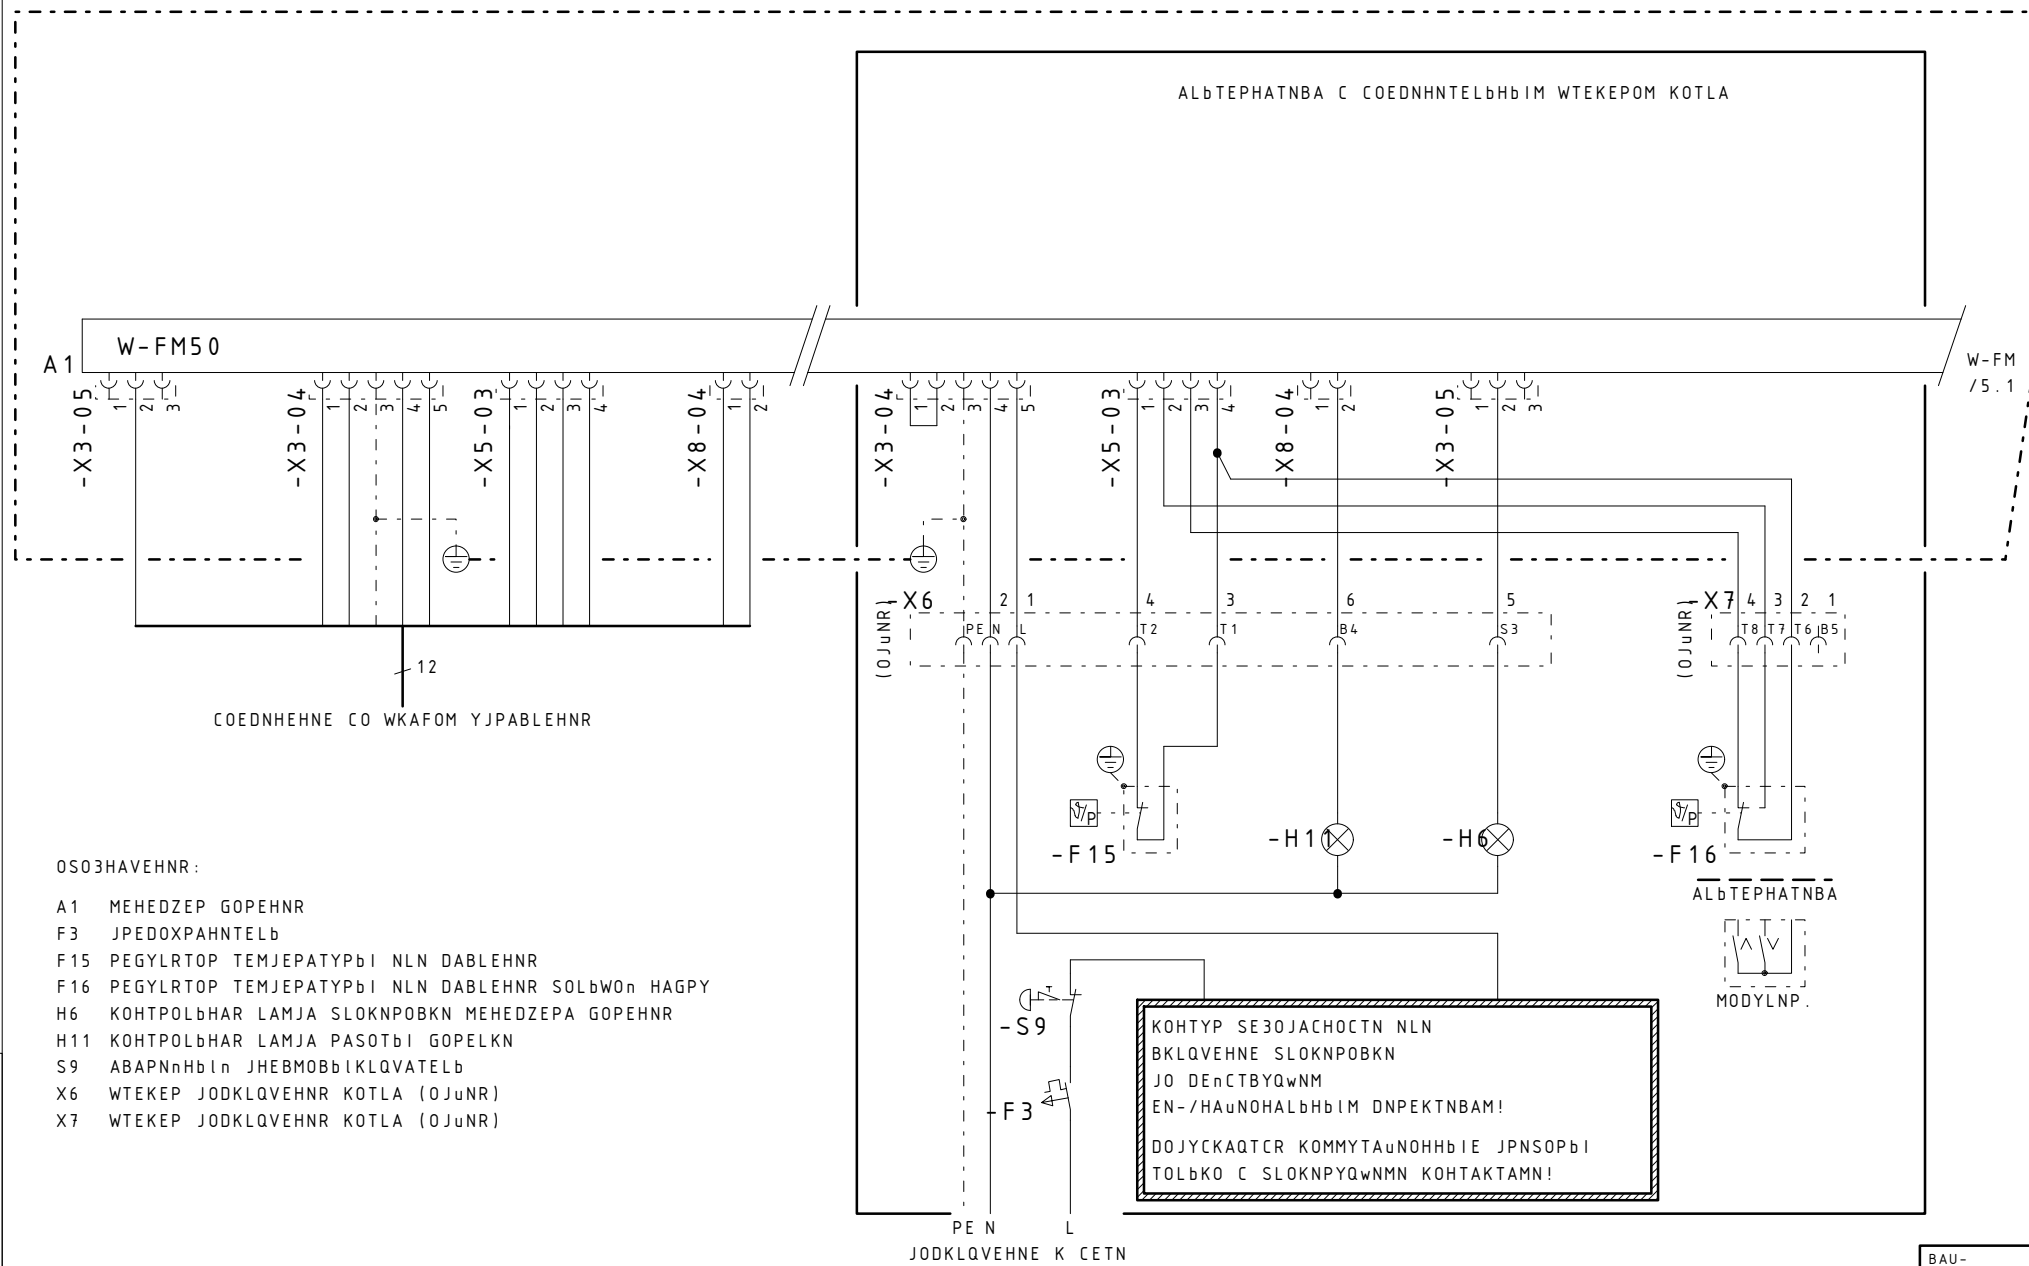 ALbTEPHATNBA C COEDNHNTELbHbIM WTEKEPOM KOTLA
W-FM50
A1
W-FM
/5.1
-X3-05
1 2 3
-X3-04
1 2 3 4 5
-X5-03
1 2 3 4
-X8-04
1 2
-X3-04
1 2 3 4 5
-X5-03
1 2 3 4
-X8-04
1 2
-X3-05
1 2 3
(OJuNR)
-X6 2 1 4 3 6 5
PE N L T2 T1 B4 S3
(OJuNR)
-X7 4 3 2 1
T8 T7 T6 B5
12
COEDNHEHNE CO WKAFOM YJPABLEHNR
P
-F15
-H11
-H6
P
-F16
ALbTEPHATNBA
MODYLNP.
OSO3HAVEHNR:
A1 MEHEDZEP GOPEHNR
F3 JPEDOXPAHNTELb
F15 PEGYLRTOP TEMJEPATYPbI NLN DABLEHNR
F16 PEGYLRTOP TEMJEPATYPbI NLN DABLEHNR SOLbWOn HAGPY
H6 KOHTPOLbHAR LAMJA SLOKNPOBKN MEHEDZEPA GOPEHNR
H11 KOHTPOLbHAR LAMJA PASOTbI GOPELKN
S9 ABAPNnHbln JHEBMOBblKLQVATELb
X6 WTEKEP JODKLQVEHNR KOTLA (OJuNR)
X7 WTEKEP JODKLQVEHNR KOTLA (OJuNR)
-S9
-F3
KOHTYP SE3OJACHOCTN NLN
BKLQVEHNE SLOKNPOBKN
JO DEnCTBYQwNM
EN-/HAuNOHALbHblM DNPEKTNBAM!
DOJYCKAQTCR KOMMYTAuNOHHbIE JPNSOPbI
TOLbKO C SLOKNPYQwNMN KOHTAKTAMN!
PE N L
JODKLQVEHNE K CETN
BAU-